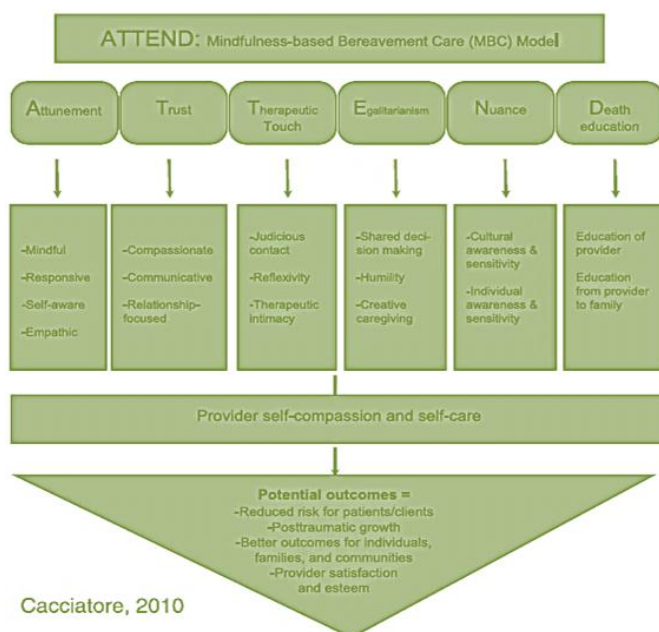 ATTEND: Mindfulness-based Bereavement Care (MBC) Model
Attunement
Trust
Therapeutic
Touch
Egalitarianism
Nuance
Death
education
-Mindful
-Responsive
-Self-aware
-Empathic
-Compassionate
-Communicative
-Relationship-
focused
-Judicious
contact
-Reflexivity
-Therapeutic
intimacy
-Shared deci-
sion making
-Humility
-Creative
caregiving
-Cultural
awareness &
sensitivity
-Individual
awareness &
sensitivity
Education of
provider
Education
from provider
to family
Provider self-compassion and self-care
Potential outcomes =
-Reduced risk for patients/clients
-Posttraumatic growth
-Better outcomes for individuals,
families, and communities
-Provider satisfaction
and esteem
Cacciatore, 2010